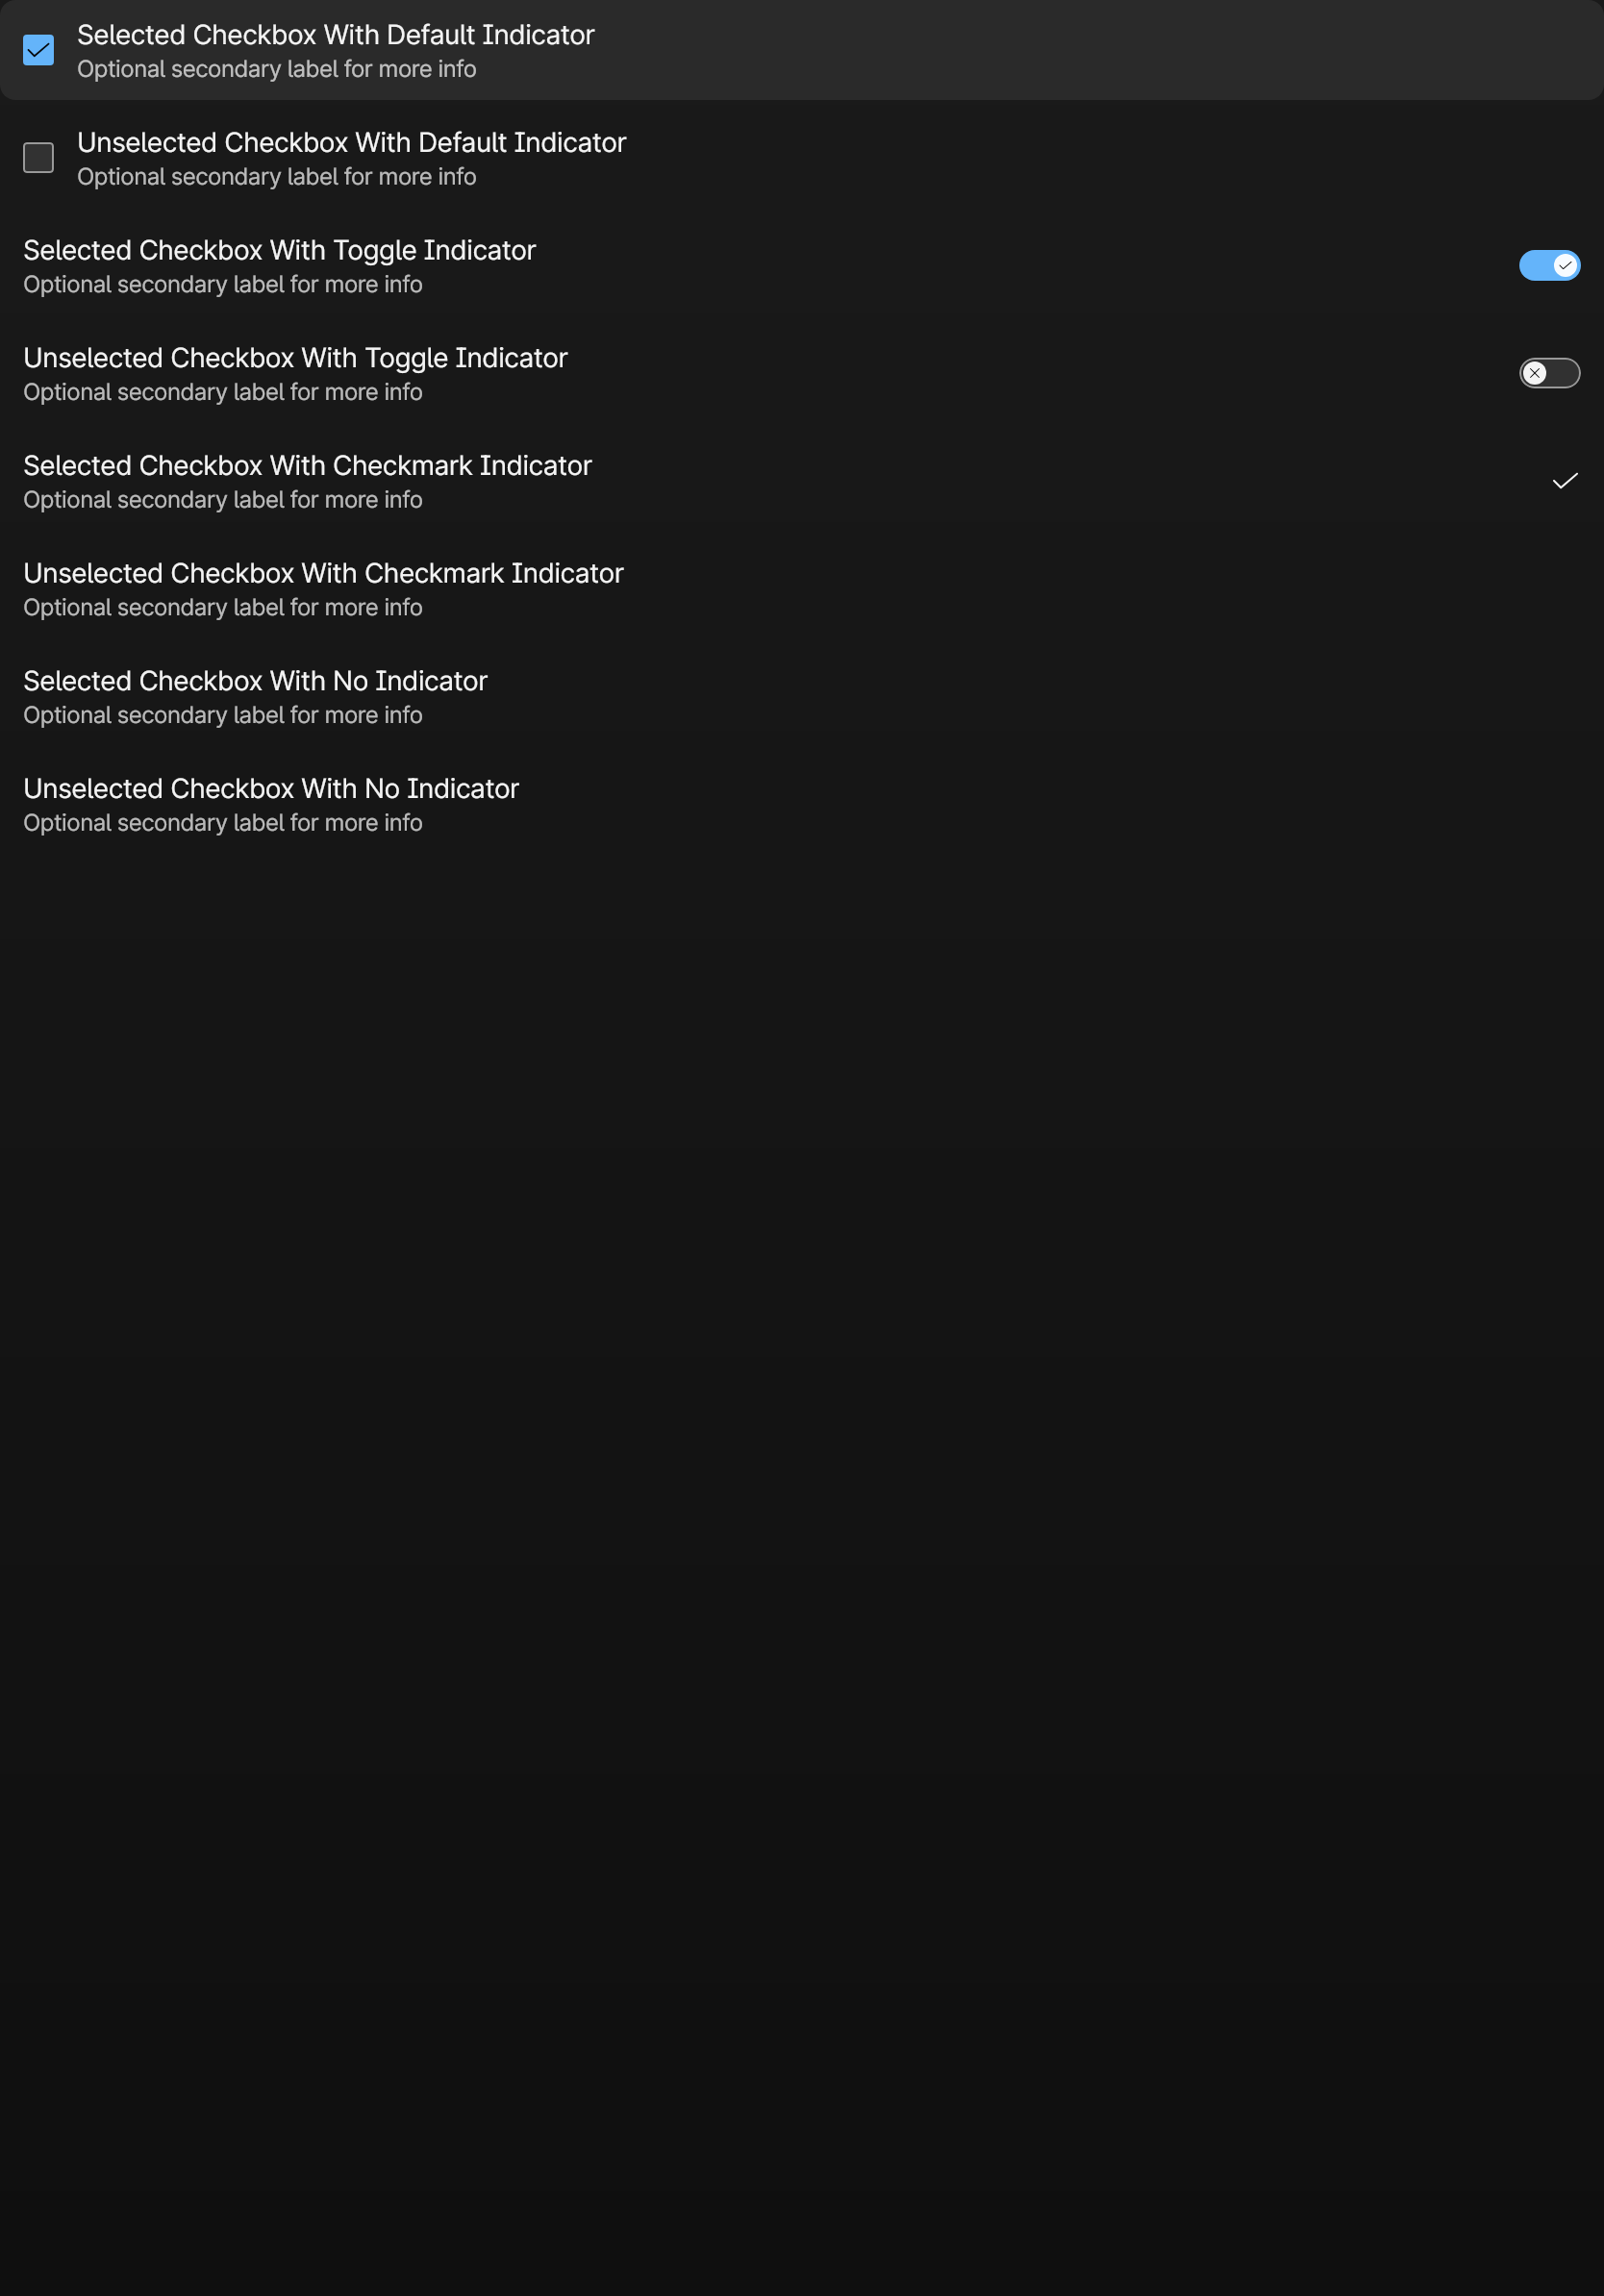 Selected Checkbox With Default Indicator
Optional secondary label for more info
Unselected Checkbox With Default Indicator
Optional secondary label for more info
Selected Checkbox With Toggle Indicator
Optional secondary label for more info
Unselected Checkbox With Toggle Indicator
Optional secondary label for more info
Selected Checkbox With Checkmark Indicator
Optional secondary label for more info
Unselected Checkbox With Checkmark Indicator
Optional secondary label for more info
Selected Checkbox With No Indicator
Optional secondary label for more info
Unselected Checkbox With No Indicator
Optional secondary label for more info